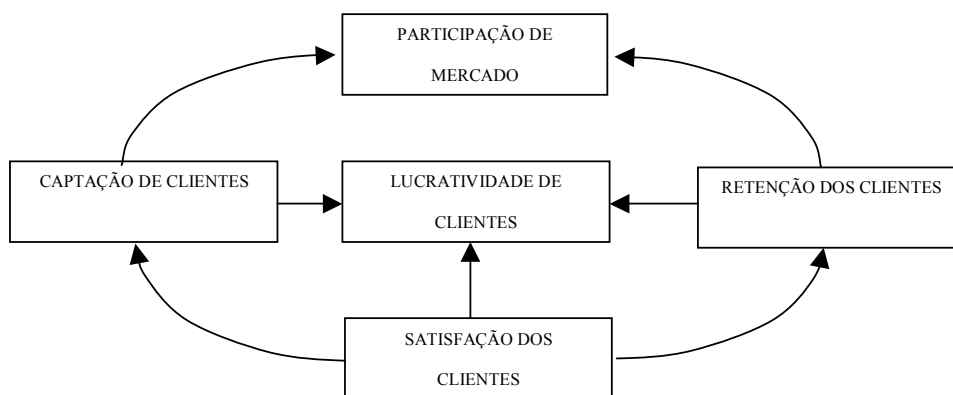 PARTICIPAÇÃO DE
MERCADO
CAPTAÇÃO DE CLIENTES
LUCRATIVIDADE DE
CLIENTES
RETENÇÃO DOS CLIENTES
SATISFAÇÃO DOS
CLIENTES